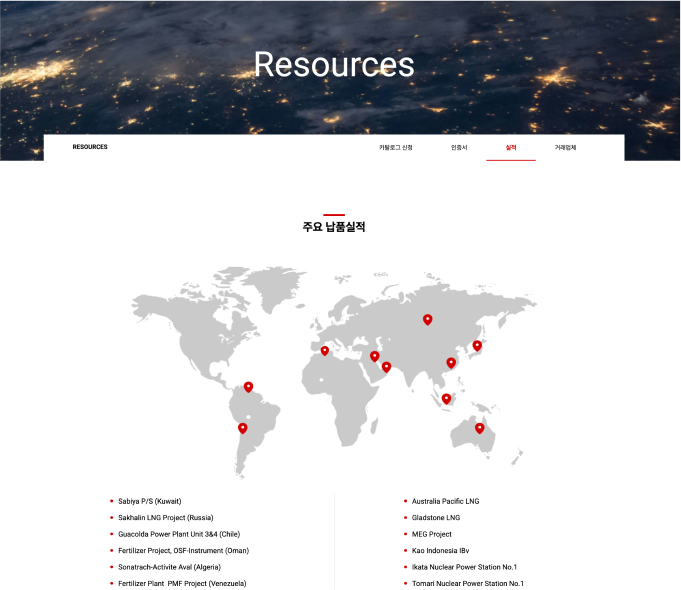 Resources
RESOURCES
카탈로그 신청
인증서
실적
거래업체
주요 납품실적
Sabiya P/S (Kuwait)
Sakhalin LNG Project (Russia)
Guacolda Power Plant Unit 3&4 (Chile)
Fertilizer Project, OSF-Instrument (Oman)
Sonatrach-Activite Aval (Algeria)
Fertilizer Plant PMF Project (Venezuela)
Australia Pacific LNG
Gladstone LNG
MEG Project
Kao Indonesia IBv
Ikata Nuclear Power Station No.1
Tomari Nuclear Power Station No.1